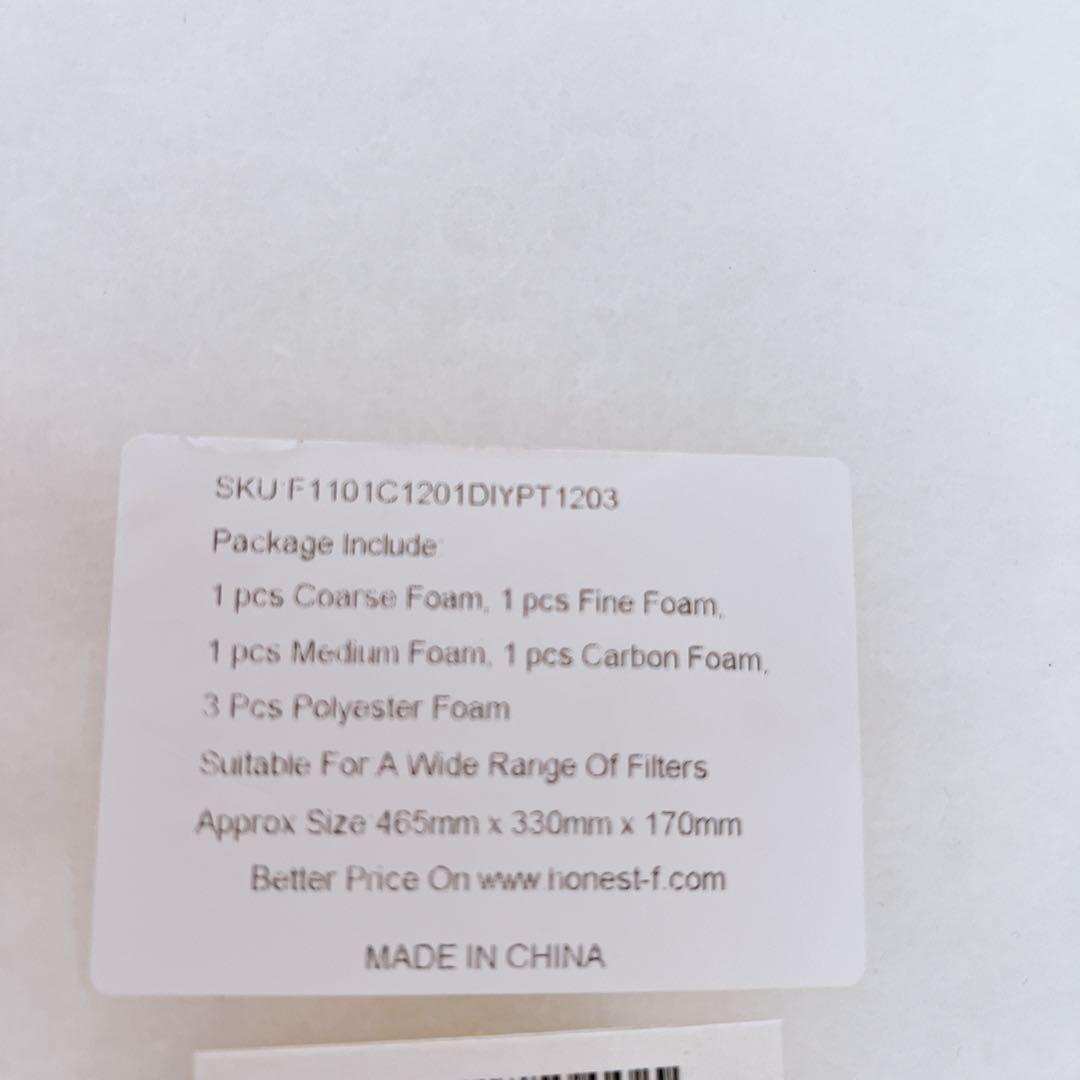 SKU:F1101C1201DIYPT1203
Package Include:
1 pcs Coarse Foam, 1 pcs Fine Foam,
1 pcs Medium Foam, 1 pcs Carbon Foam,
3 Pcs Polyester Foam
Suitable For A Wide Range Of Filters
Approx Size 465mm x 330mm x 170mm
Better Price On www.honest-f.com
MADE IN CHINA